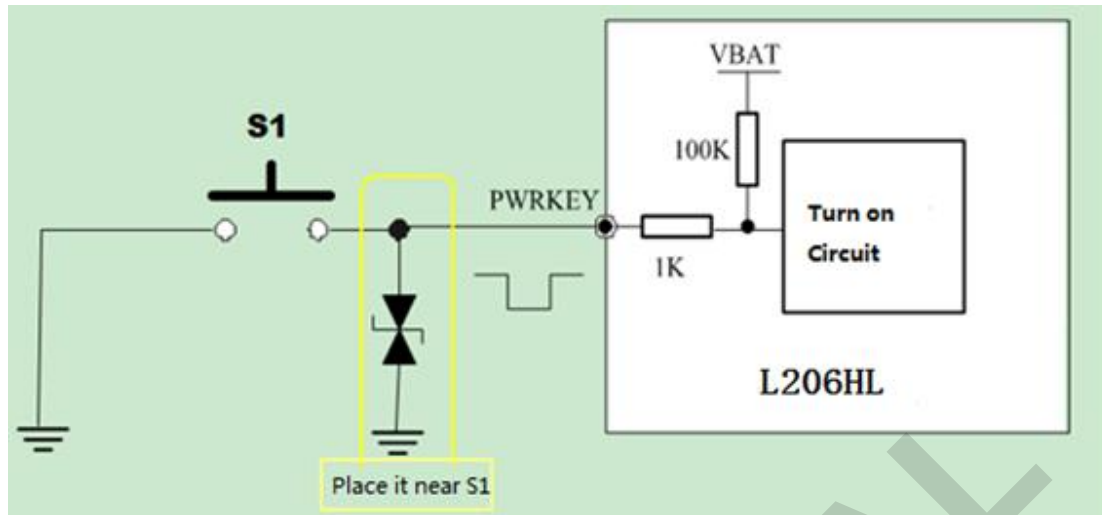 VBAT
S1
100K
PWRKEY
Turn on
Circuit
1K
L206HL
Place it near S1